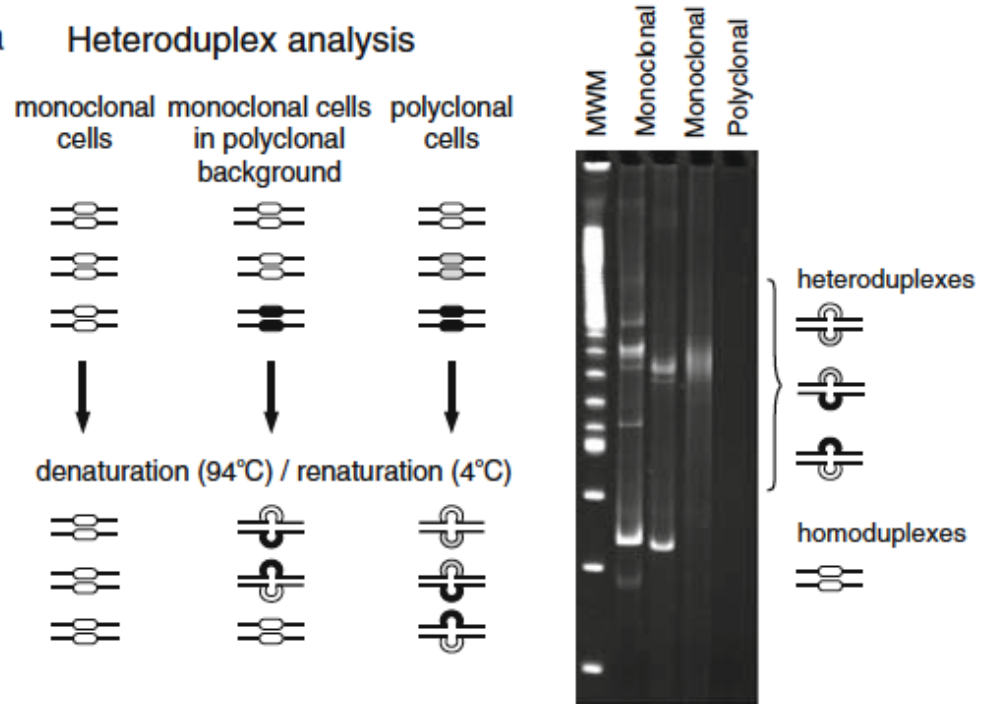 Heteroduplex analysis
monoclonal cells
monoclonal cells in polyclonal background
polyclonal cells
denaturation (94°C) / renaturation (4°C)
MWM
Monoclonal
Monoclonal
Polyclonal
heteroduplexes
homoduplexes